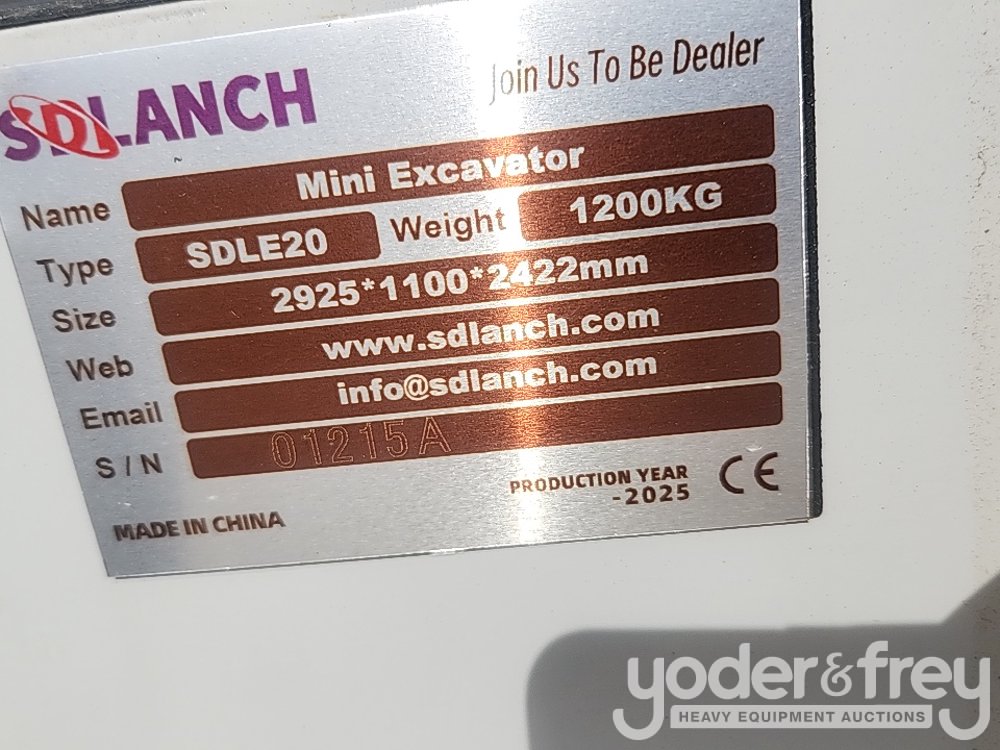 SDLANCH
Join Us To Be Dealer
Name Mini Excavator
Type SDLE20 Weight 1200KG
Size 2925*1100*2422mm
Web www.sdlanch.com
Email info@sdlanch.com
S/N 01215A
PRODUCTION YEAR
-2025
CE
MADE IN CHINA
yoder&frey
HEAVY EQUIPMENT AUCTIONS